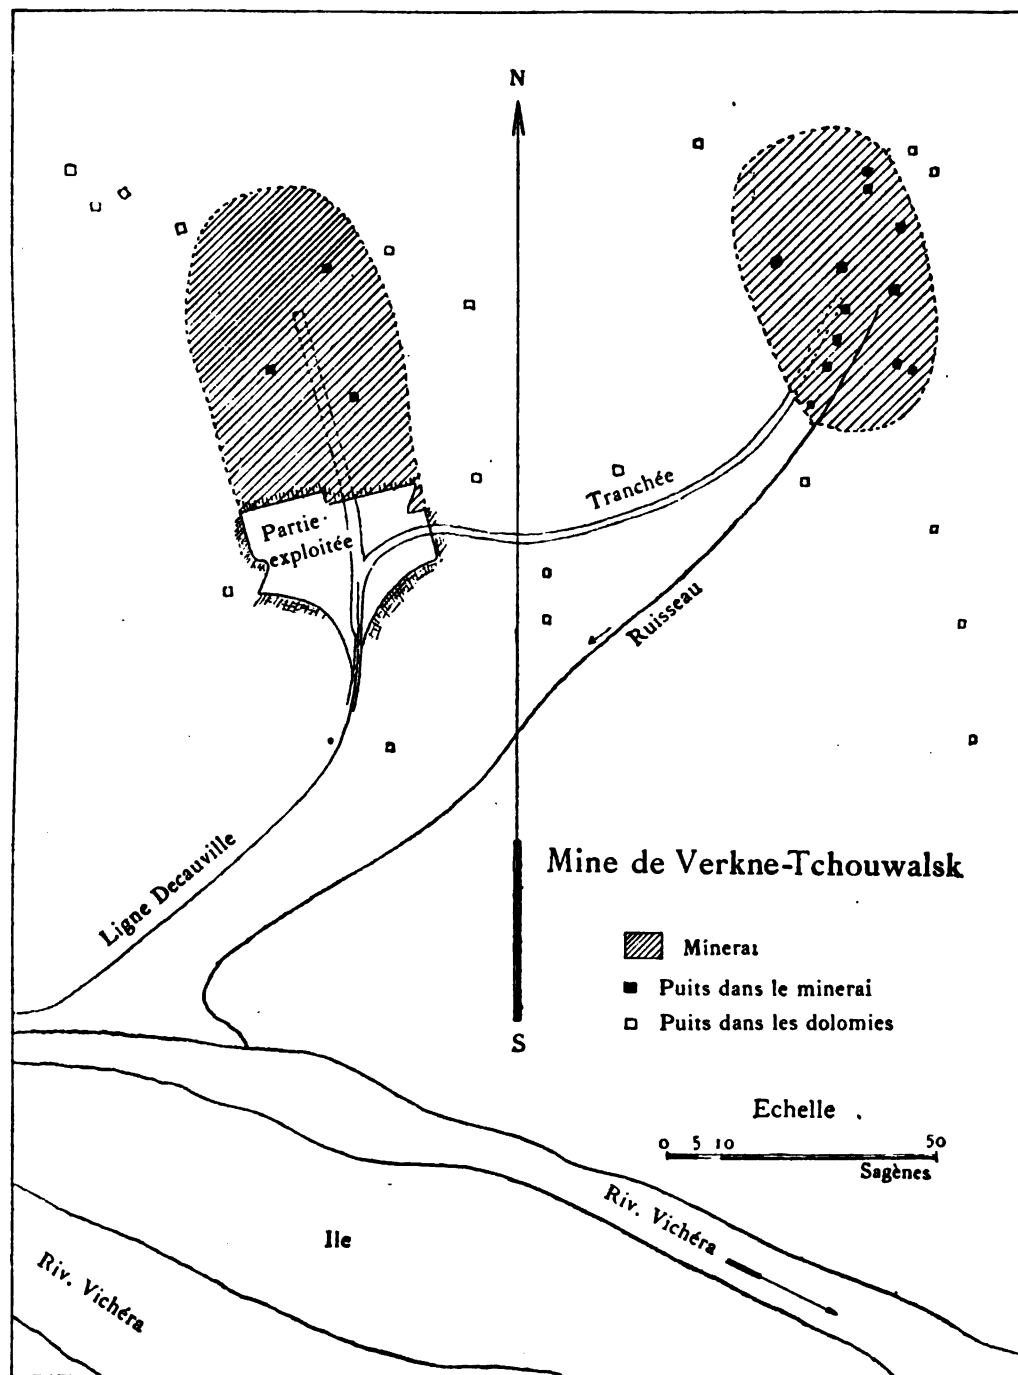 N
Tranchée
Partie
exploitée
Ruisseau
Ligne Decauville
Mine de Verkne-Tchouwalsk
Minerai
Puits dans le minerai
Puits dans les dolomies
S
Echelle
0 5 10 50
Sagènes
Riv. Vichéra
Ile
Riv. Vichéra